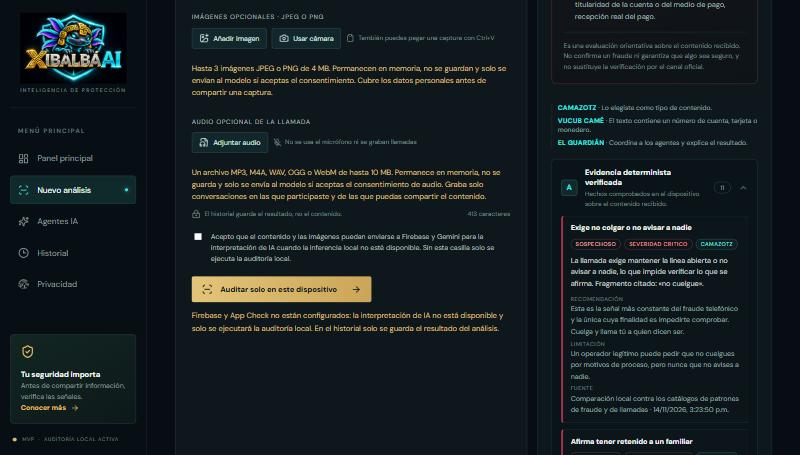 XIBALBA AI
INTELIGENCIA DE PROTECCIÓN
MENÚ PRINCIPAL
Panel principal
Nuevo análisis
Agentes IA
Historial
Privacidad
Tu seguridad importa
Antes de compartir información,
verifica las señales.
Conocer más →
MVP · AUDITORÍA LOCAL ACTIVA
IMÁGENES OPCIONALES · JPEG O PNG
Añadir imagen
Usar cámara
También puedes pegar una captura con Ctrl+V
Hasta 3 imágenes JPEG o PNG de 4 MB. Permanecen en memoria, no se guardan y solo se
envían al modelo si aceptas el consentimiento. Cubre los datos personales antes de
compartir una captura.
AUDIO OPCIONAL DE LA LLAMADA
Adjuntar audio
No se usa el micrófono ni se graban llamadas
Un archivo MP3, M4A, WAV, OGG o WebM de hasta 10 MB. Permanece en memoria, no se
guarda y solo se envía al modelo si aceptas el consentimiento de audio. Graba solo
conversaciones en las que participaste y de las que puedas compartir el contenido.
El historial guarda el resultado, no el contenido.
413 caracteres
Acepto que el contenido y las imágenes puedan enviarse a Firebase y Gemini para la
interpretación de IA cuando la inferencia local no esté disponible. Sin esta casilla solo se
ejecuta la auditoría local.
Auditar solo en este dispositivo →
Firebase y App Check no están configurados: la interpretación de IA no está disponible y
solo se ejecutará la auditoría local. En el historial solo se guarda el resultado del análisis.
titularidad de la cuenta o del medio de pago,
recepción real del pago.
Es una evaluación orientativa sobre el contenido recibido.
No confirma un fraude ni garantiza que algo sea seguro, y
no sustituye la verificación por el canal oficial.
CAMAZOTZ · Lo elegiste como tipo de contenido.
VUCUB CAMÉ · El texto contiene un número de cuenta, tarjeta o
monedero.
EL GUARDIÁN · Coordina a los agentes y explica el resultado.
A
Evidencia determinista
verificada
Hechos comprobados en el dispositivo
sobre el contenido recibido.
11
Exige no colgar o no avisar a nadie
SOSPECHOSO
SEVERIDAD CRITICO
CAMAZOTZ
La llamada exige mantener la línea abierta o no
avisar a nadie, lo que impide verificar lo que se
afirma. Fragmento citado: «no cuelgue».
RECOMENDACIÓN
Esta es la señal más constante del fraude telefónico
y la única cuya finalidad es impedirte comprobar.
Cuelga y llama tú a quien dicen ser.
LIMITACIÓN
Un operador legítimo puede pedir que no cuelgues
por motivos de proceso, pero nunca que no avises a
nadie.
FUENTE
Comparación local contra los catálogos de patrones
de fraude y de llamadas · 14/11/2026, 3:23:50 p.m.
Afirma tener retenido a un familiar